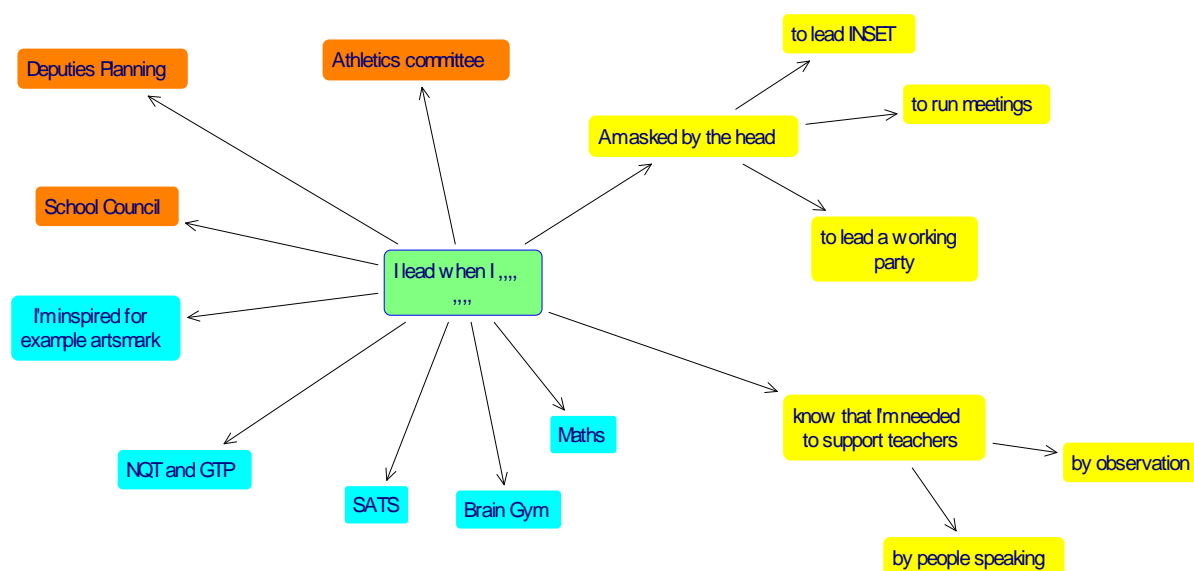 to lead INSET
Athletics committee
Deputies Planning
to run meetings
Am asked by the head
School Council
to lead a working
party
I lead when I ,,,,
,,,,
I'm inspired for
example artsmark
know that I'm needed
to support teachers
Maths
by observation
NQT and GTP
SATS
Brain Gym
by people speaking